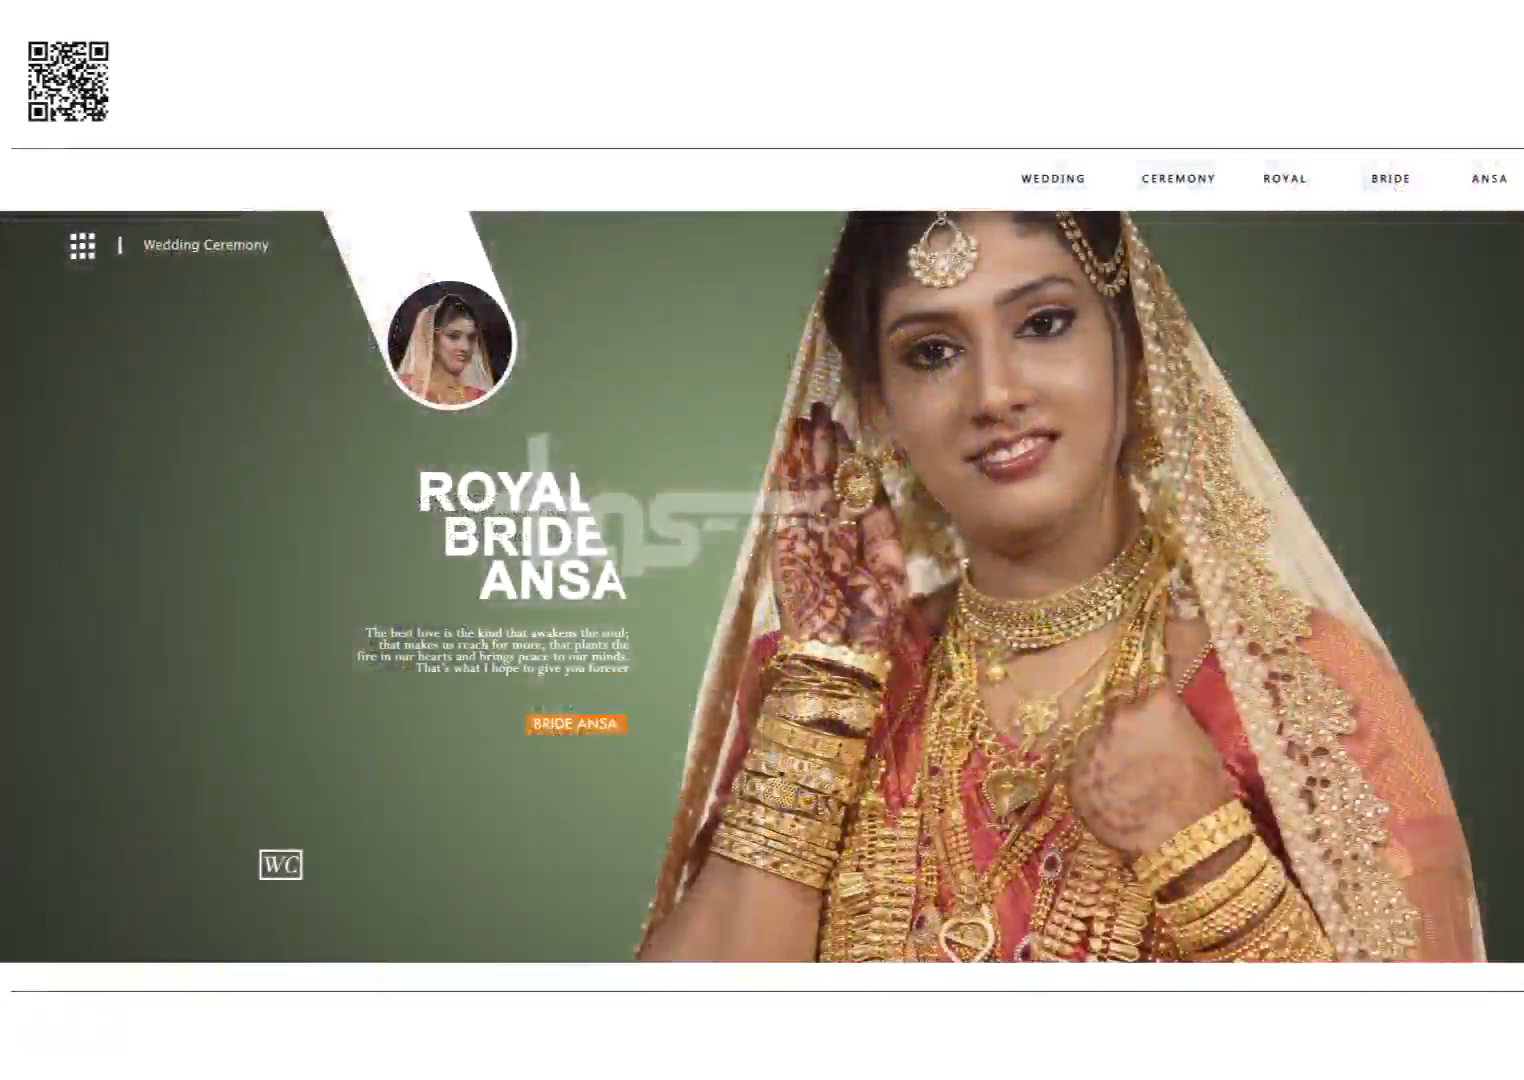 WEDDING CEREMONY ROYAL BRIDE ANSA
Wedding Ceremony
ROYAL
BRIDE
ANSA
The best love is the kind that awakens the soul;
that makes us reach for more, that plants the
fire in our hearts and brings peace to our minds.
That's what I hope to give you forever
BRIDE ANSA
WC